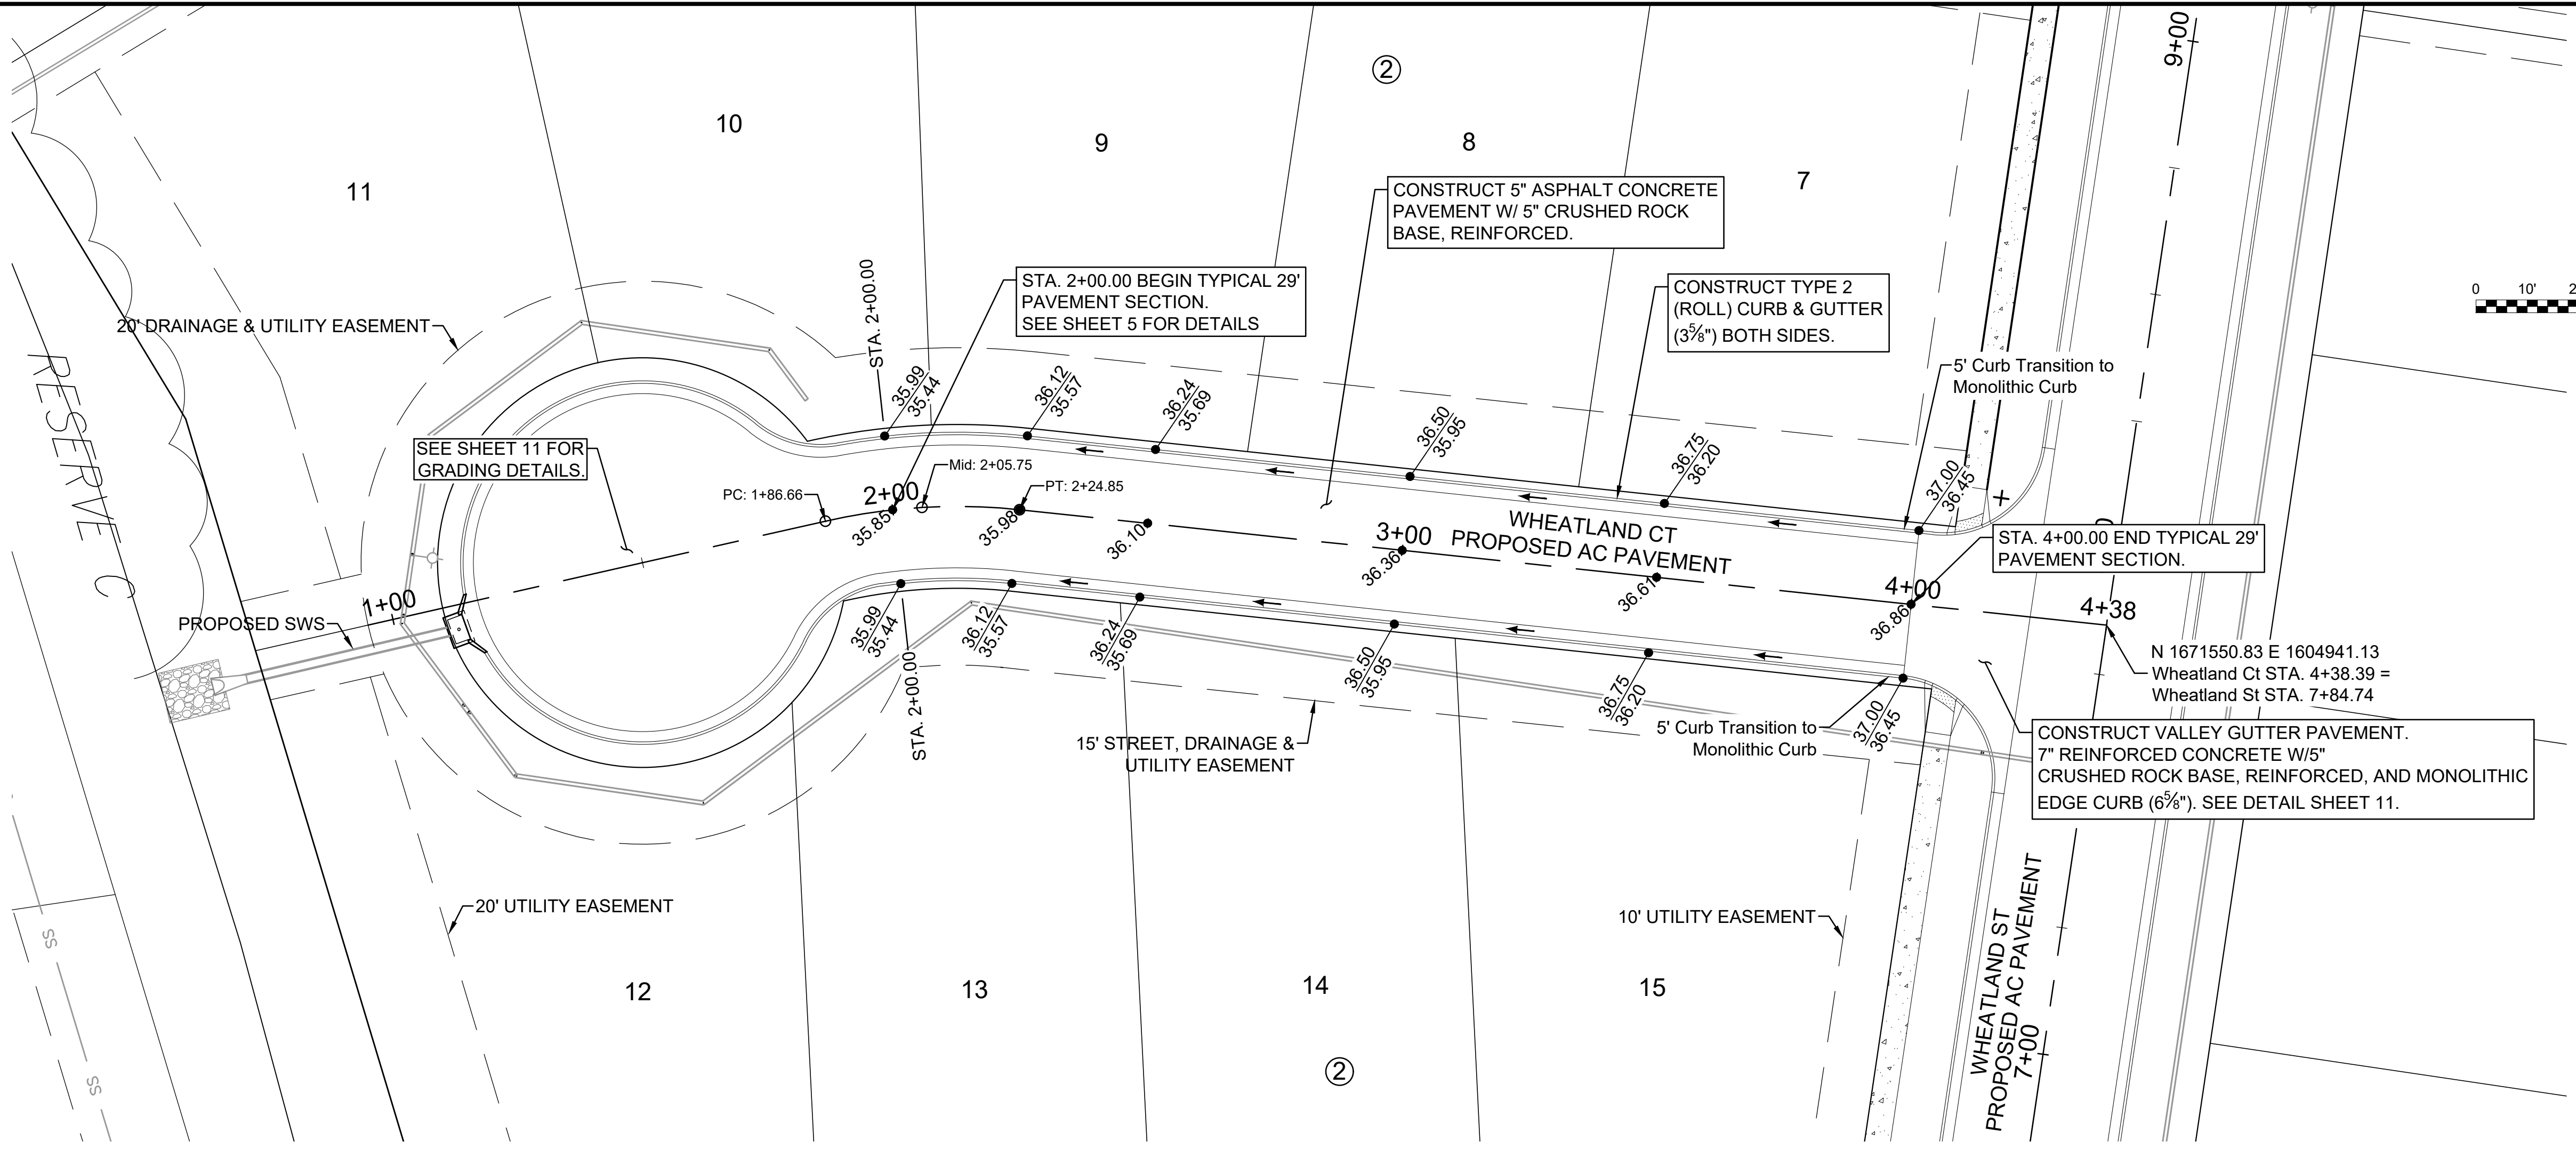 9+00
2
10
9
8
11
7
CONSTRUCT 5" ASPHALT CONCRETE
PAVEMENT W/ 5" CRUSHED ROCK
BASE, REINFORCED.
STA. 2+00.00
STA. 2+00.00 BEGIN TYPICAL 29'
PAVEMENT SECTION.
SEE SHEET 5 FOR DETAILS
CONSTRUCT TYPE 2
(ROLL) CURB & GUTTER
(3⅝") BOTH SIDES.
0 10'
20' DRAINAGE & UTILITY EASEMENT
RESERVE C
5' Curb Transition to
Monolithic Curb
35.99
35.44
36.12
35.57
36.24
35.69
36.50
35.95
36.75
36.20
37.00
36.45
SEE SHEET 11 FOR
GRADING DETAILS.
PC: 1+86.66
2+00
Mid: 2+05.75
PT: 2+24.85
35.85
35.98
36.10
3+00
36.36
WHEATLAND CT
PROPOSED AC PAVEMENT
36.61
4+00
36.86
STA. 4+00.00 END TYPICAL 29'
PAVEMENT SECTION.
4+38
1+00
PROPOSED SWS
N 1671550.83 E 1604941.13
Wheatland Ct STA. 4+38.39 =
Wheatland St STA. 7+84.74
35.99
35.44
STA. 2+00.00
36.12
35.57
36.24
35.69
36.50
35.95
36.75
36.20
37.00
36.45
15' STREET, DRAINAGE &
UTILITY EASEMENT
5' Curb Transition to
Monolithic Curb
CONSTRUCT VALLEY GUTTER PAVEMENT.
7" REINFORCED CONCRETE W/5"
CRUSHED ROCK BASE, REINFORCED, AND MONOLITHIC
EDGE CURB (6⅝"). SEE DETAIL SHEET 11.
20' UTILITY EASEMENT
10' UTILITY EASEMENT
SS
SS
12
13
14
15
2
WHEATLAND ST
PROPOSED AC PAVEMENT
7+00